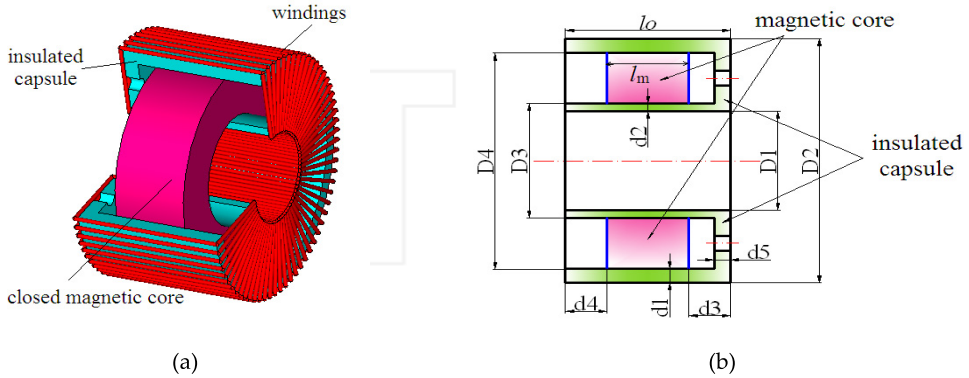 windings
insulated
capsule
closed magnetic core
(a)
magnetic core
lo
lm
d2
D4
D3
D1
D2
insulated
capsule
d5
d4
d1
d3
(b)